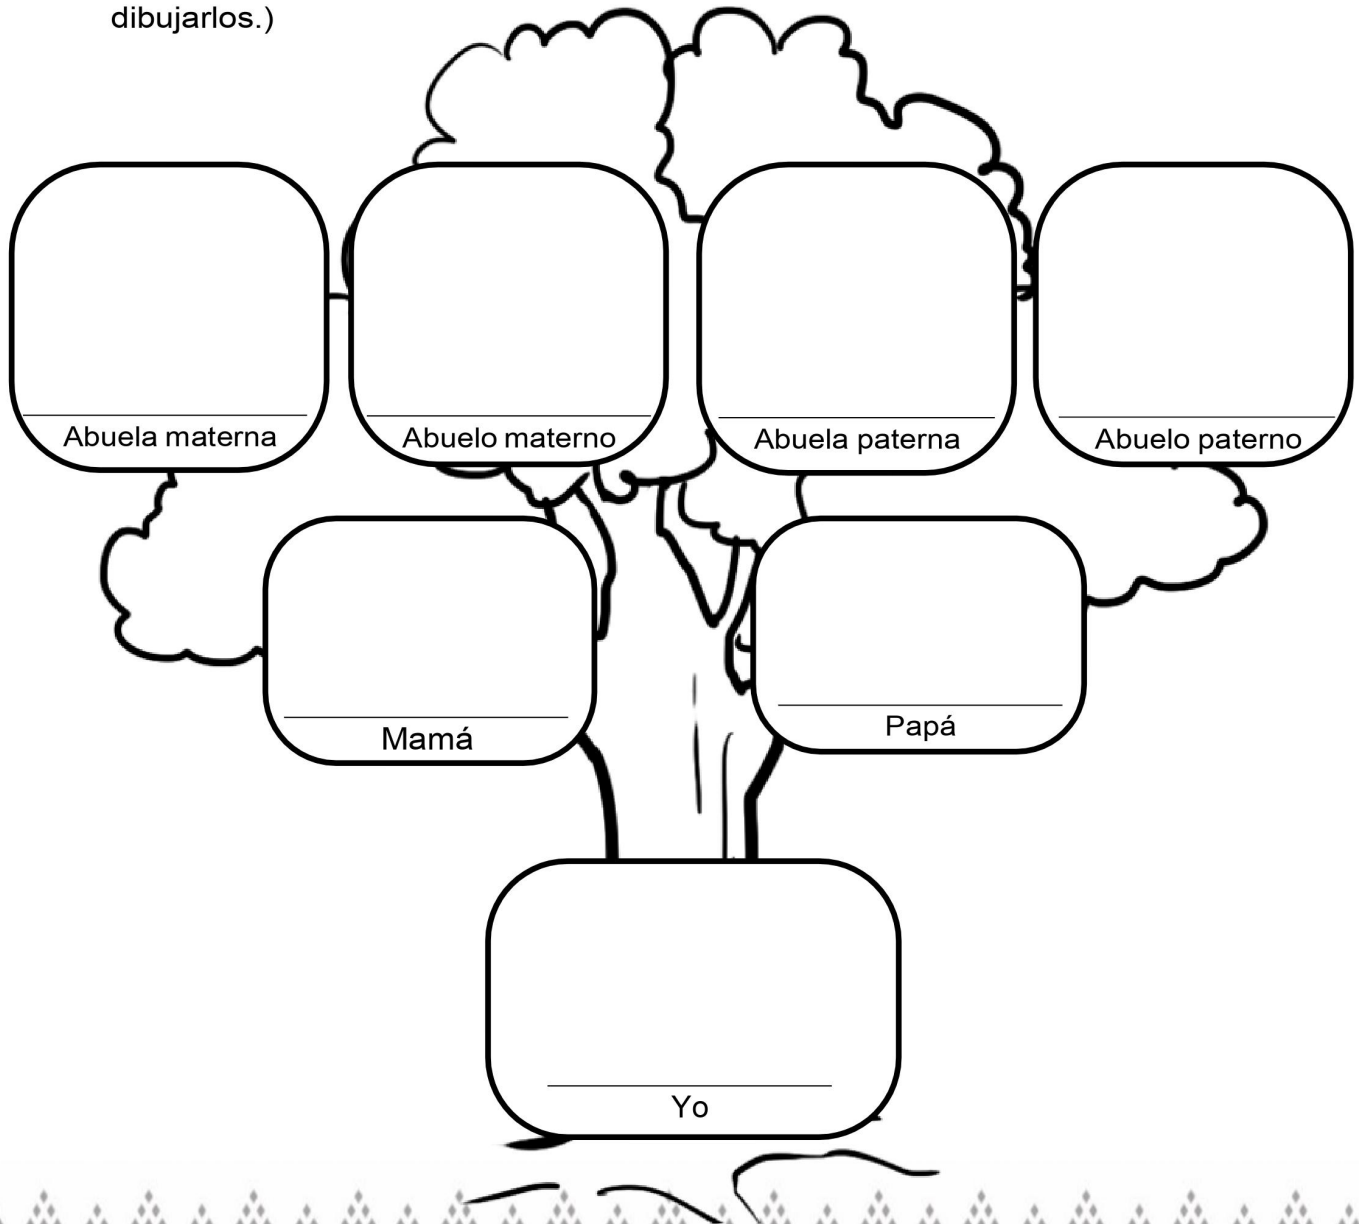 dibujarlos.)
Abuela materna
Abuelo materno
Abuela paterna
Abuelo paterno
Mamá
Papá
Yo